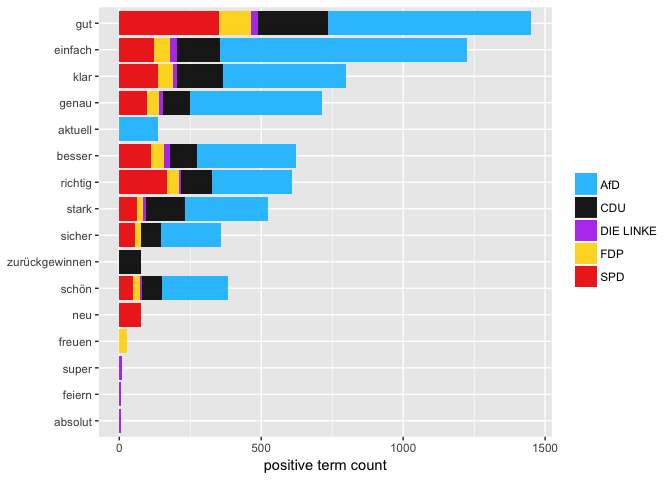 gut
einfach
klar
genau
aktuell
besser
richtig
stark
sicher
zurückgewinnen
schön
neu
freuen
super
feiern
absolut
0
500
1000
1500
positive term count
AfD
CDU
DIE LINKE
FDP
SPD